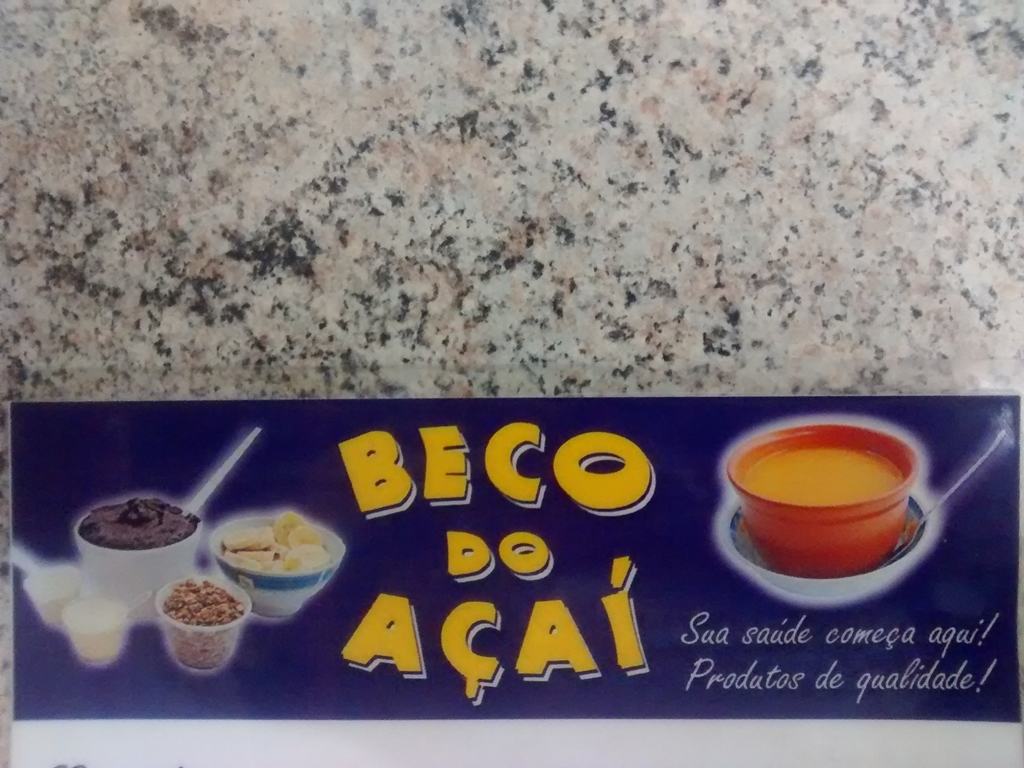 BECO
DO
AÇAÍ
Sua saúde começa aqui!
Produtos de qualidade!